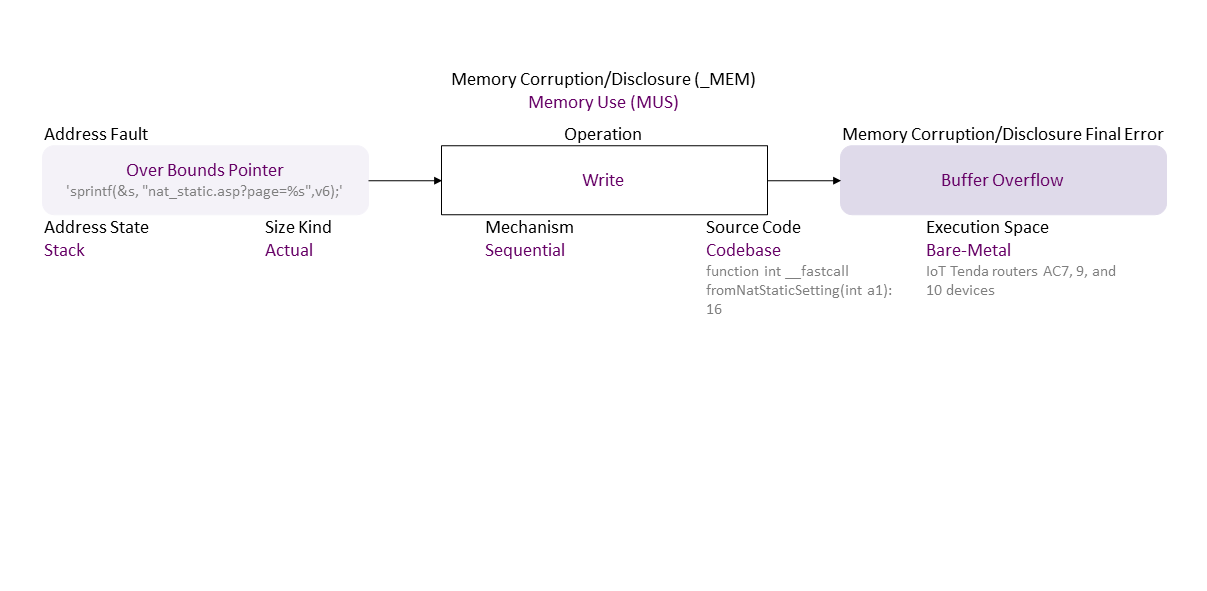 Memory Corruption/Disclosure (_MEM)
Memory Use (MUS)
Address Fault
Operation
Memory Corruption/Disclosure Final Error
Over Bounds Pointer
'sprintf(&s, "nat_static.asp?page=%s",v6);'
Write
Buffer Overflow
Address State
Size Kind
Mechanism
Source Code
Execution Space
Stack
Actual
Sequential
Codebase
Bare-Metal
function int __fastcall
fromNatStaticSetting(int a1):
16
IoT Tenda routers AC7, 9, and
10 devices